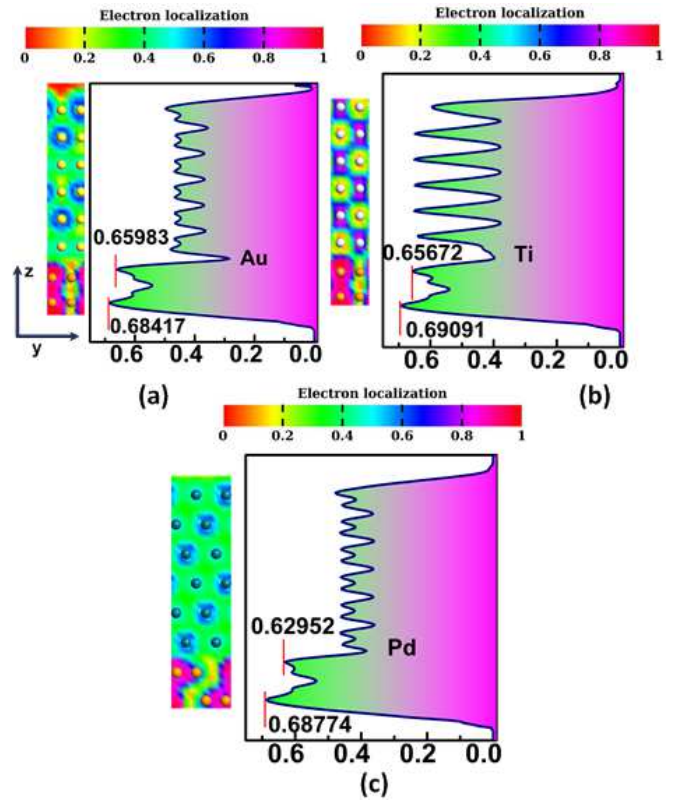 Electron localization
0 0.2 0.4 0.6 0.8 1
Electron localization
0 0.2 0.4 0.6 0.8 1
0.65983
Au
0.68417
z
y
0.6 0.4 0.2 0.0
(a)
0.65672
Ti
0.69091
0.6 0.4 0.2 0.0
(b)
Electron localization
0 0.2 0.4 0.6 0.8 1
0.62952
Pd
0.68774
0.6 0.4 0.2 0.0
(c)